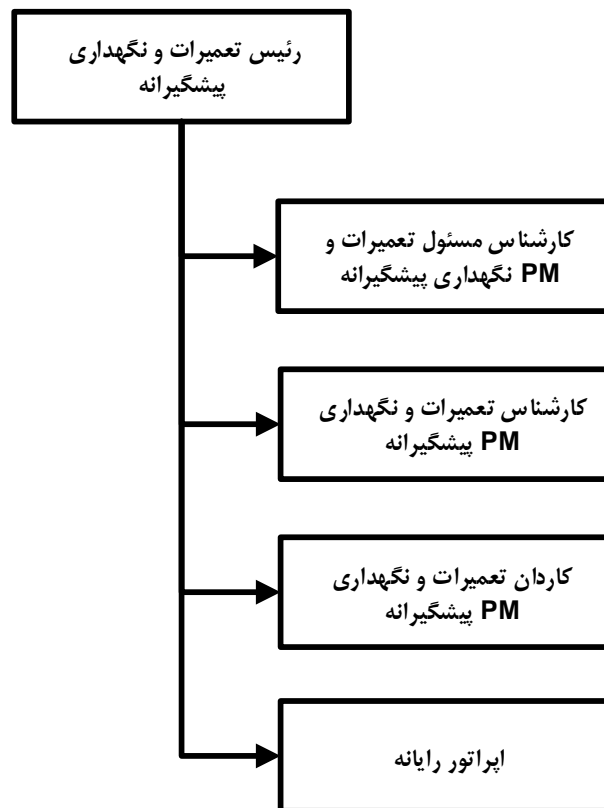 رئیس تعمیرات و نگهداری
پیشگیرانه
کارشناس مسئول تعمیرات و
نگهداری پیشگیرانه PM
کارشناس تعمیرات و نگهداری
پیشگیرانه PM
کاردان تعمیرات و نگهداری
پیشگیرانه PM
اپراتور رایانه